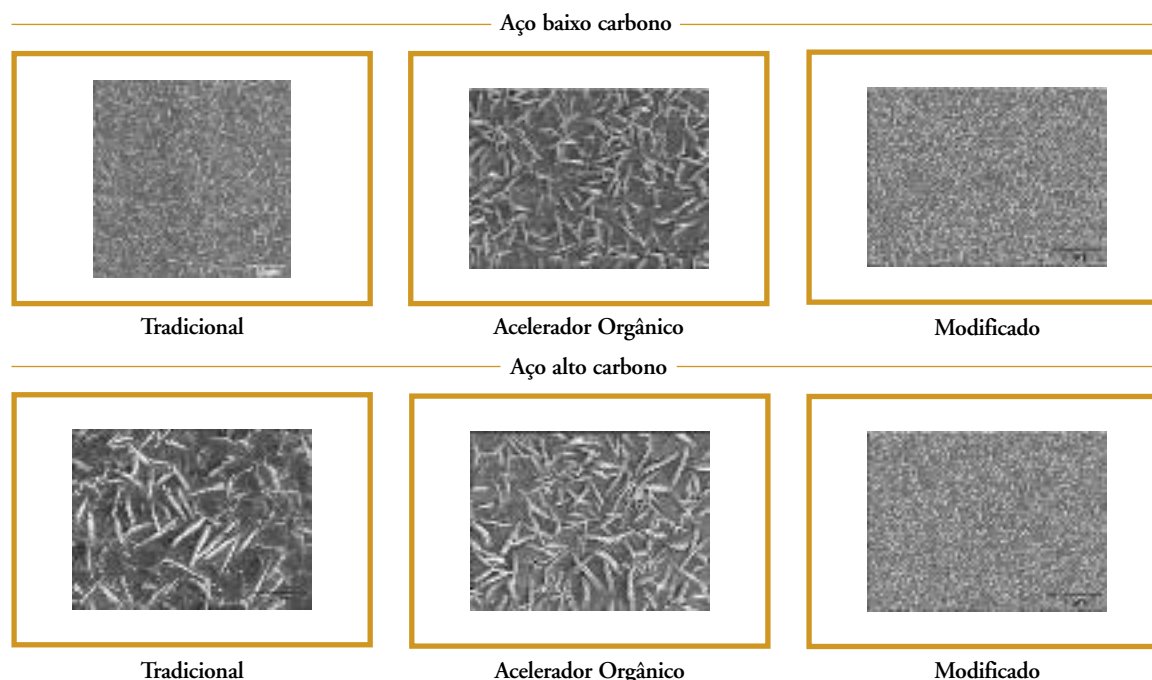 Aço baixo carbono
Tradicional
Acelerador Orgânico
Modificado
Aço alto carbono
Tradicional
Acelerador Orgânico
Modificado